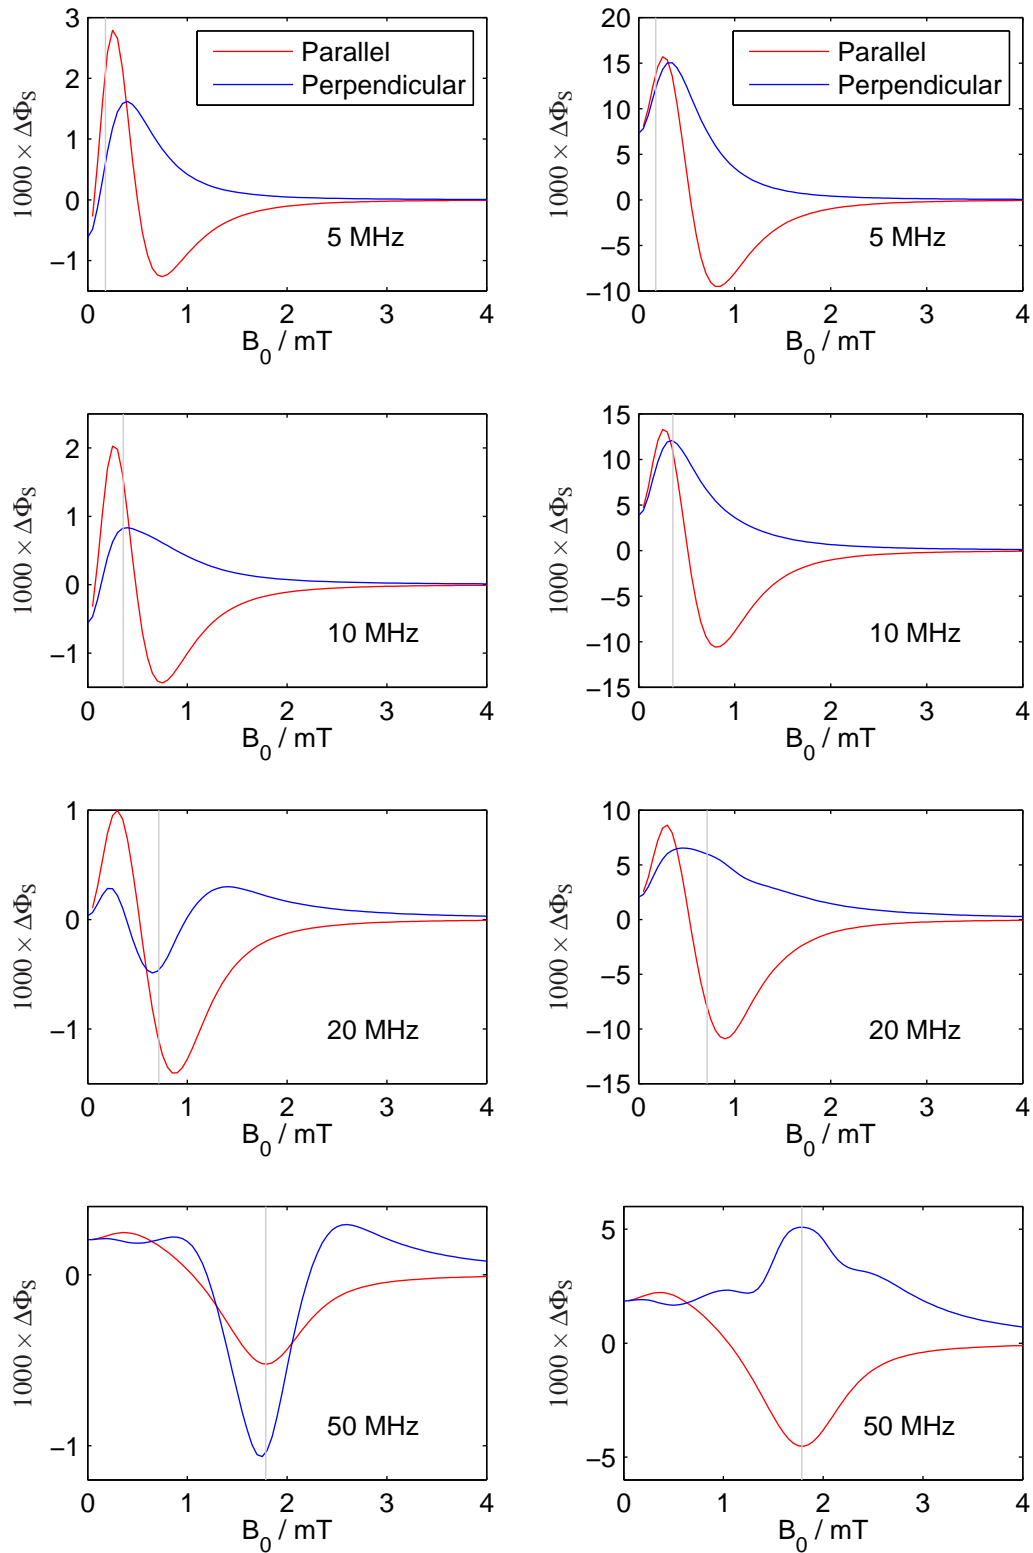 3
2
1
0
−1
1000 × ΔΦS
Parallel
Perpendicular
5 MHz
0 1 2 3 4
B0 / mT
20
15
10
5
0
−5
−10
1000 × ΔΦS
Parallel
Perpendicular
5 MHz
0 1 2 3 4
B0 / mT
2
1
0
−1
1000 × ΔΦS
10 MHz
0 1 2 3 4
B0 / mT
15
10
5
0
−5
−10
−15
1000 × ΔΦS
10 MHz
0 1 2 3 4
B0 / mT
1
0
−1
1000 × ΔΦS
20 MHz
0 1 2 3 4
B0 / mT
10
5
0
−5
−10
−15
1000 × ΔΦS
20 MHz
0 1 2 3 4
B0 / mT
0
−1
1000 × ΔΦS
50 MHz
0 1 2 3 4
B0 / mT
5
0
−5
1000 × ΔΦS
50 MHz
0 1 2 3 4
B0 / mT